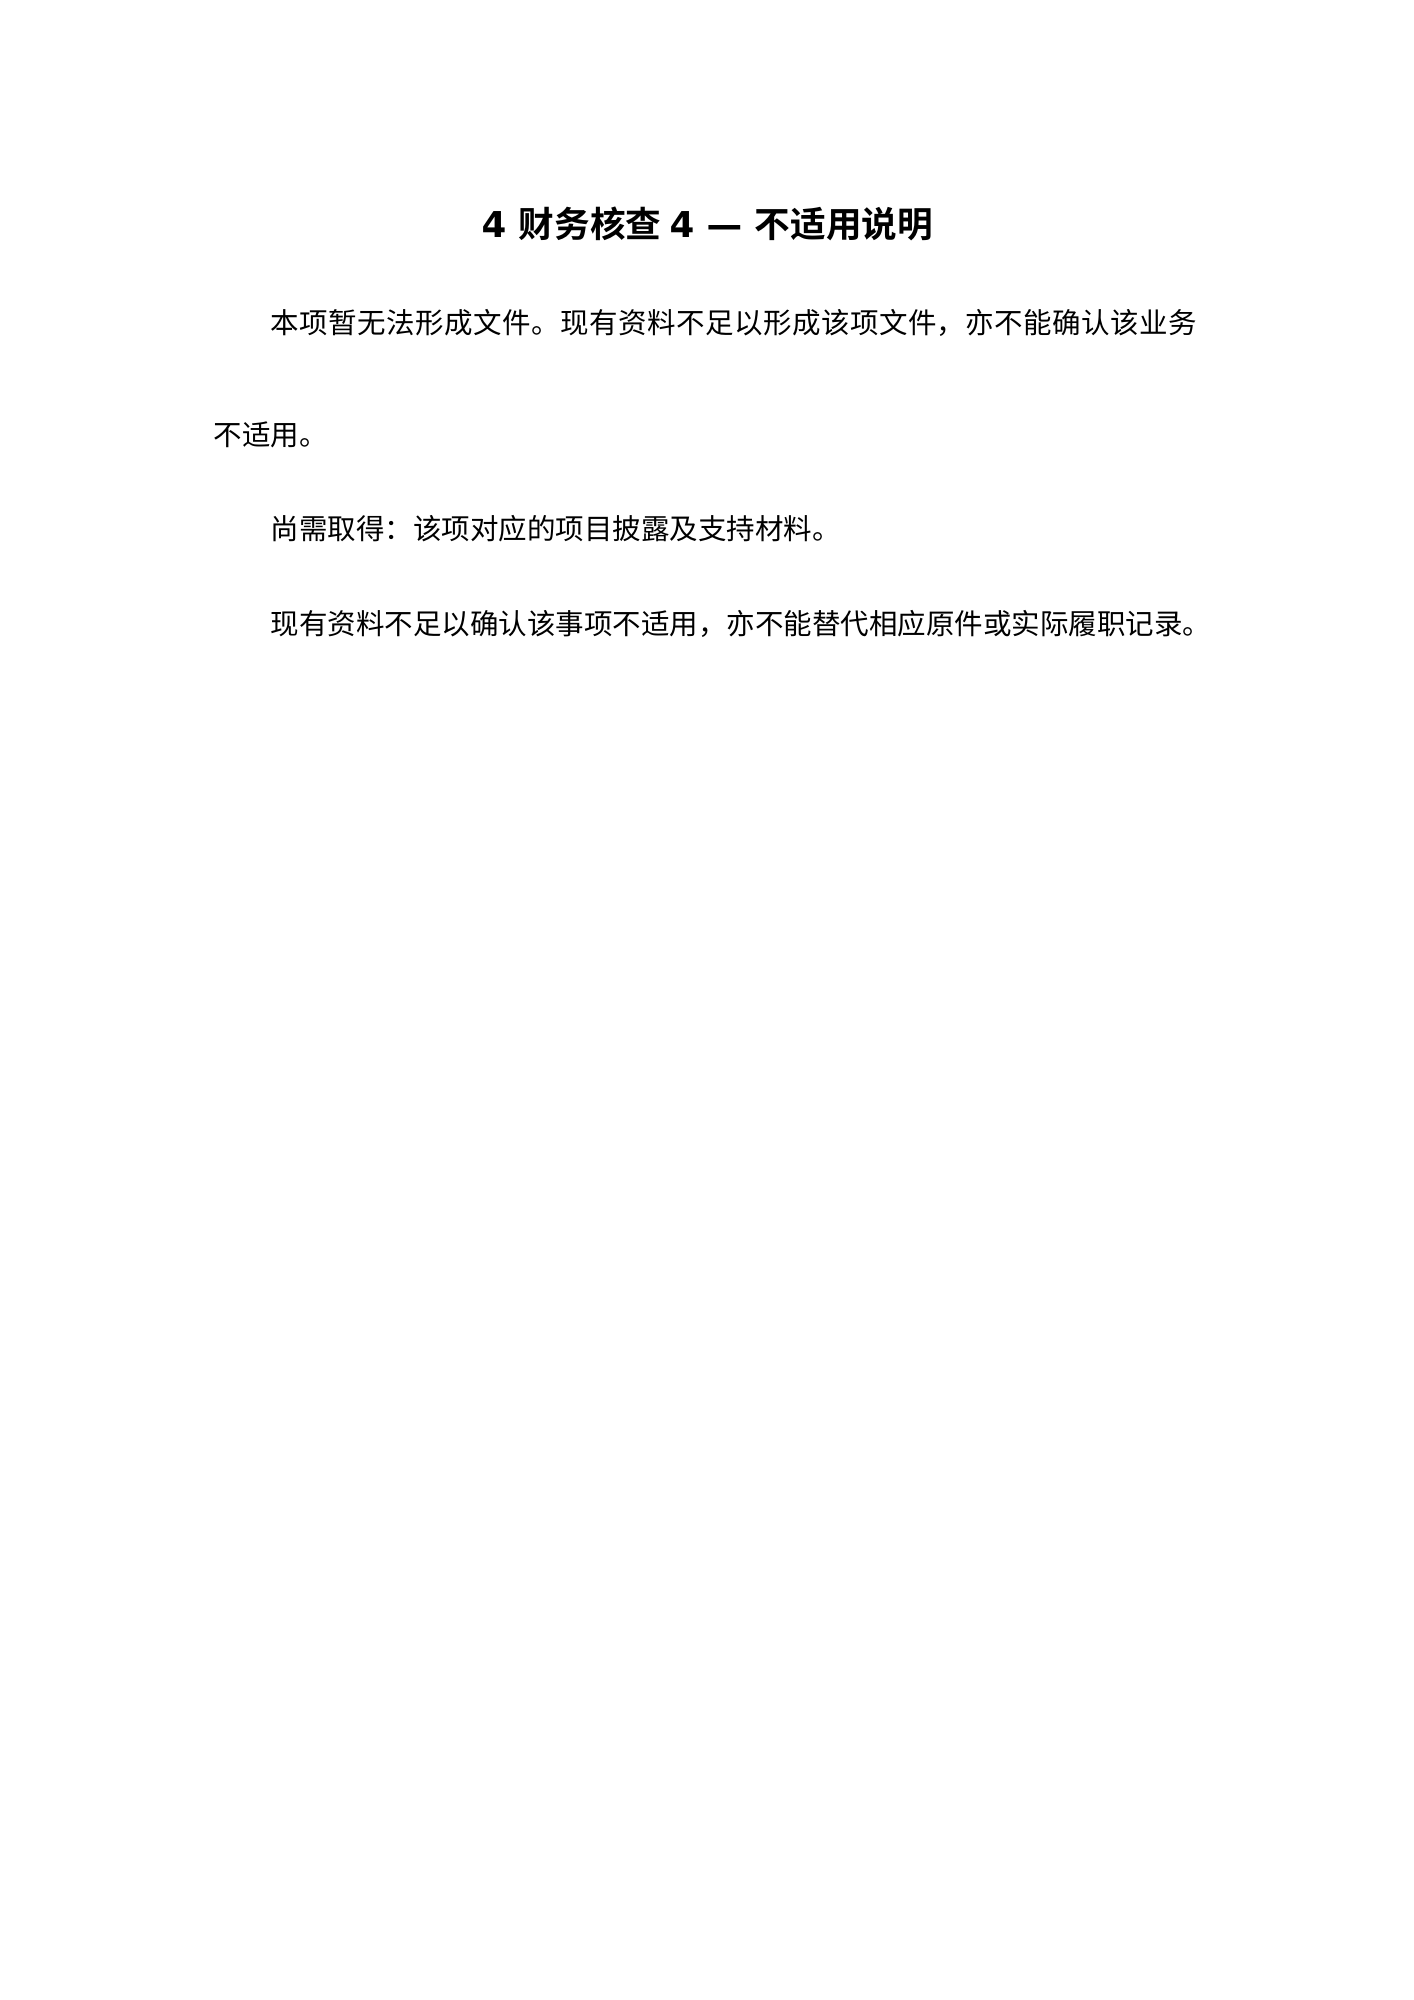 4 财务核查 4 — 不适用说明
本项暂无法形成文件。现有资料不足以形成该项文件，亦不能确认该业务
不适用。
尚需取得：该项对应的项目披露及支持材料。
现有资料不足以确认该事项不适用，亦不能替代相应原件或实际履职记录。